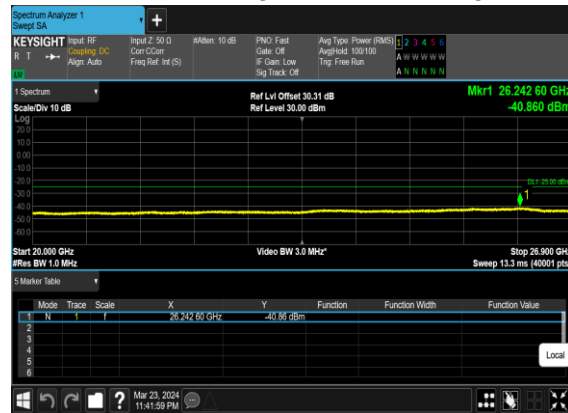 Spectrum Analyzer 1
Swept SA
+
KEYSIGHT
R T
LXI
Input: RF
Coupling: DC
Align: Auto
Input Z: 50 Ω
Corr CCorr
Freq Ref: Int (S)
#Atten: 10 dB
PNO: Fast
Gate: Off
IF Gain: Low
Sig Track: Off
Avg Type: Power (RMS)
Avg|Hold: 100/100
Trig: Free Run
1 2 3 4 5 6
A W W W W W
A N N N N N
1 Spectrum
Scale/Div 10 dB
Ref Lvl Offset 30.31 dB
Ref Level 30.00 dBm
Mkr1 26.242 60 GHz
-40.860 dBm
Log
20.0
10.0
0.00
-10.0
-20.0
-30.0
-40.0
-50.0
-60.0
DL1 -25.00 dBm
1
Start 20.000 GHz
#Res BW 1.0 MHz
Video BW 3.0 MHz*
Stop 26.900 GHz
Sweep 13.3 ms (40001 pts)
5 Marker Table
Mode Trace Scale X Y Function Function Width Function Value
1 N 1 f 26.242 60 GHz -40.86 dBm
2
3
4
5
6
Local
?
Mar 23, 2024
11:41:59 PM